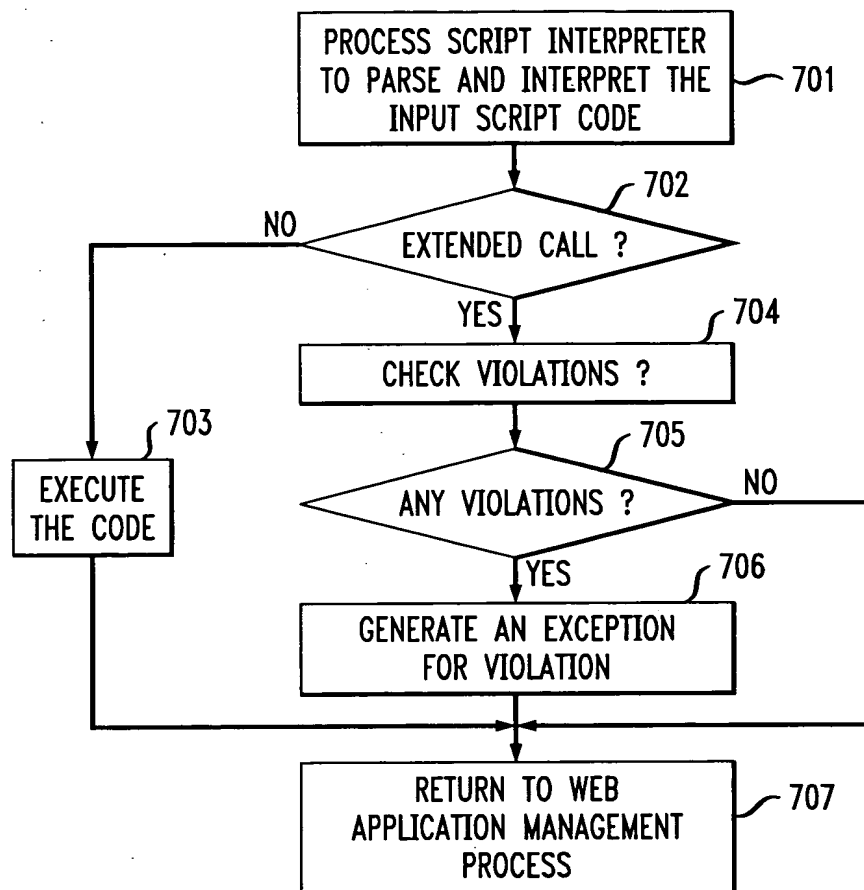 PROCESS SCRIPT INTERPRETER
TO PARSE AND INTERPRET THE
INPUT SCRIPT CODE
701
702
NO
EXTENDED CALL ?
YES
704
CHECK VIOLATIONS ?
703
705
EXECUTE
THE CODE
ANY VIOLATIONS ?
NO
YES
706
GENERATE AN EXCEPTION
FOR VIOLATION
RETURN TO WEB
APPLICATION MANAGEMENT
PROCESS
707